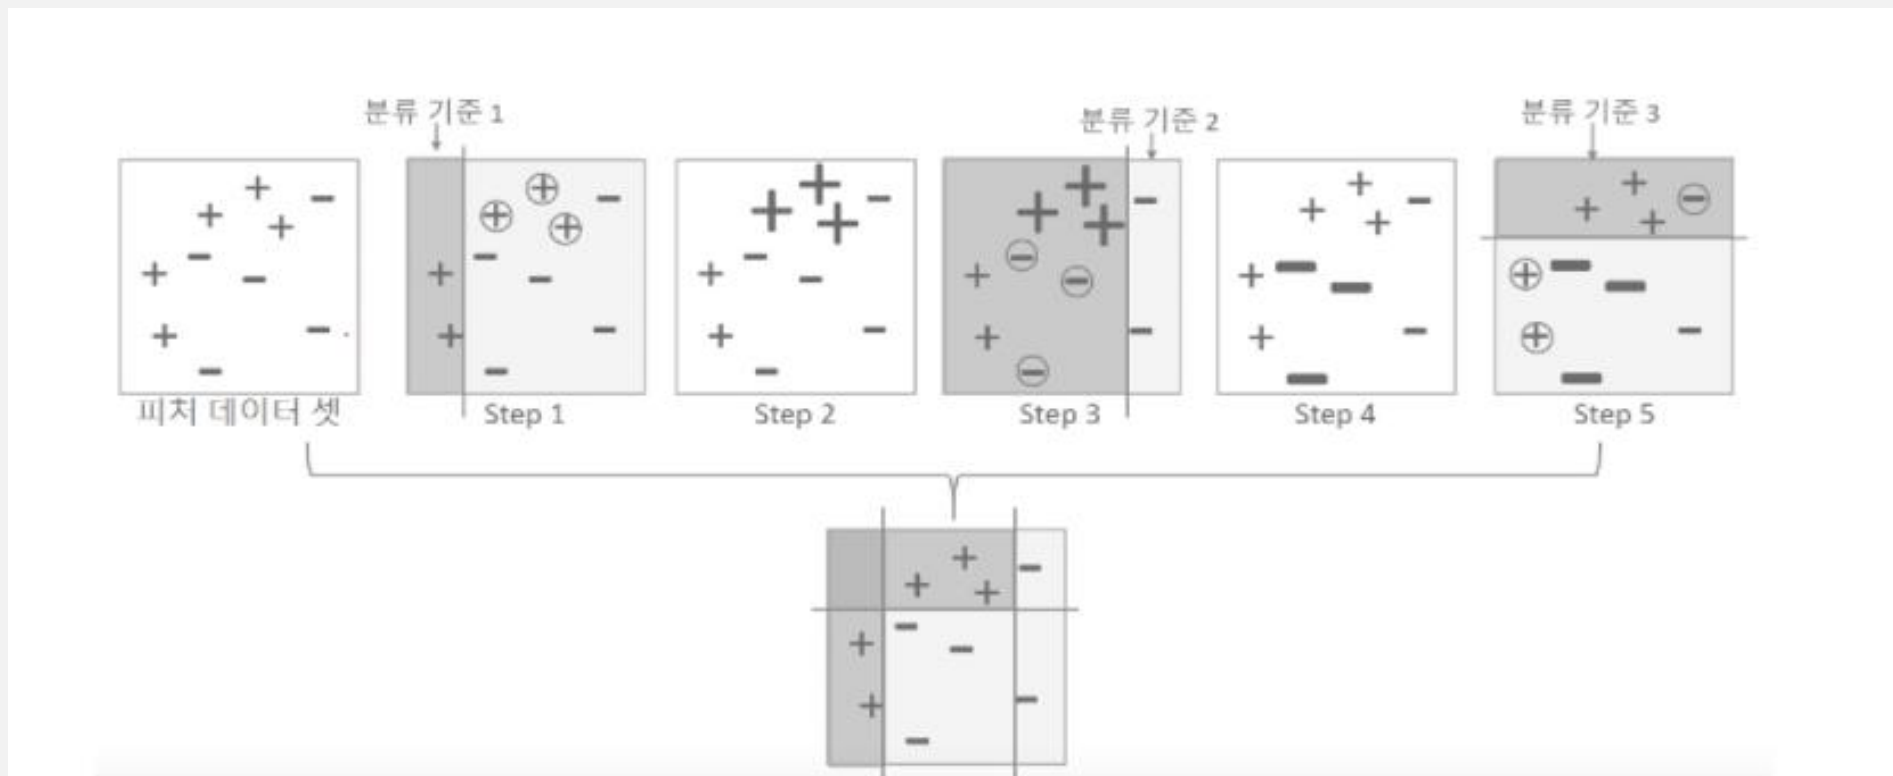 분류 기준 1
분류 기준 2
분류 기준 3
피처 데이터 셋
Step 1
Step 2
Step 3
Step 4
Step 5